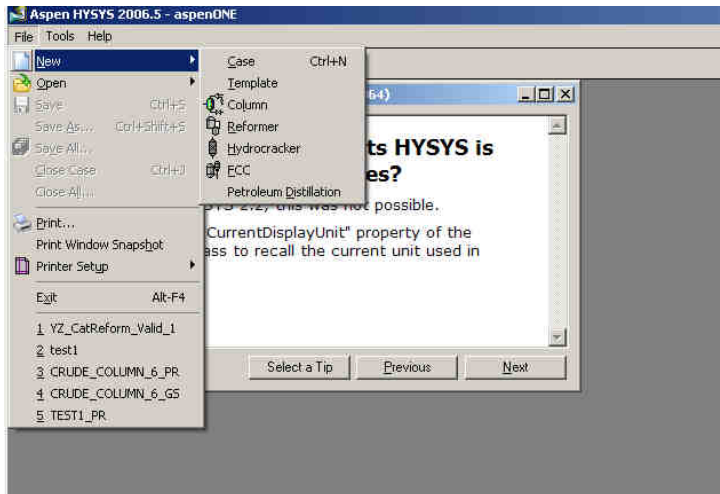 Aspen HYSYS 2006.5 - aspenONE
File Tools Help
New
Open
Save Ctrl+S
Save As... Ctrl+Shift+S
Save All...
Close Case Ctrl+J
Close All...
Print...
Print Window Snapshot
Printer Setup
Exit Alt-F4
1 YZ_CatReform_Valid_1
2 test1
3 CRUDE_COLUMN_6_PR
4 CRUDE_COLUMN_6_GS
5 TEST1_PR
Case Ctrl+N
Template
Column
Reformer
Hydrocracker
FCC
Petroleum Distillation
64)
ts HYSYS is
es?
2.2, this was not possible.
CurrentDisplayUnit" property of the
ass to recall the current unit used in
Select a Tip Previous Next